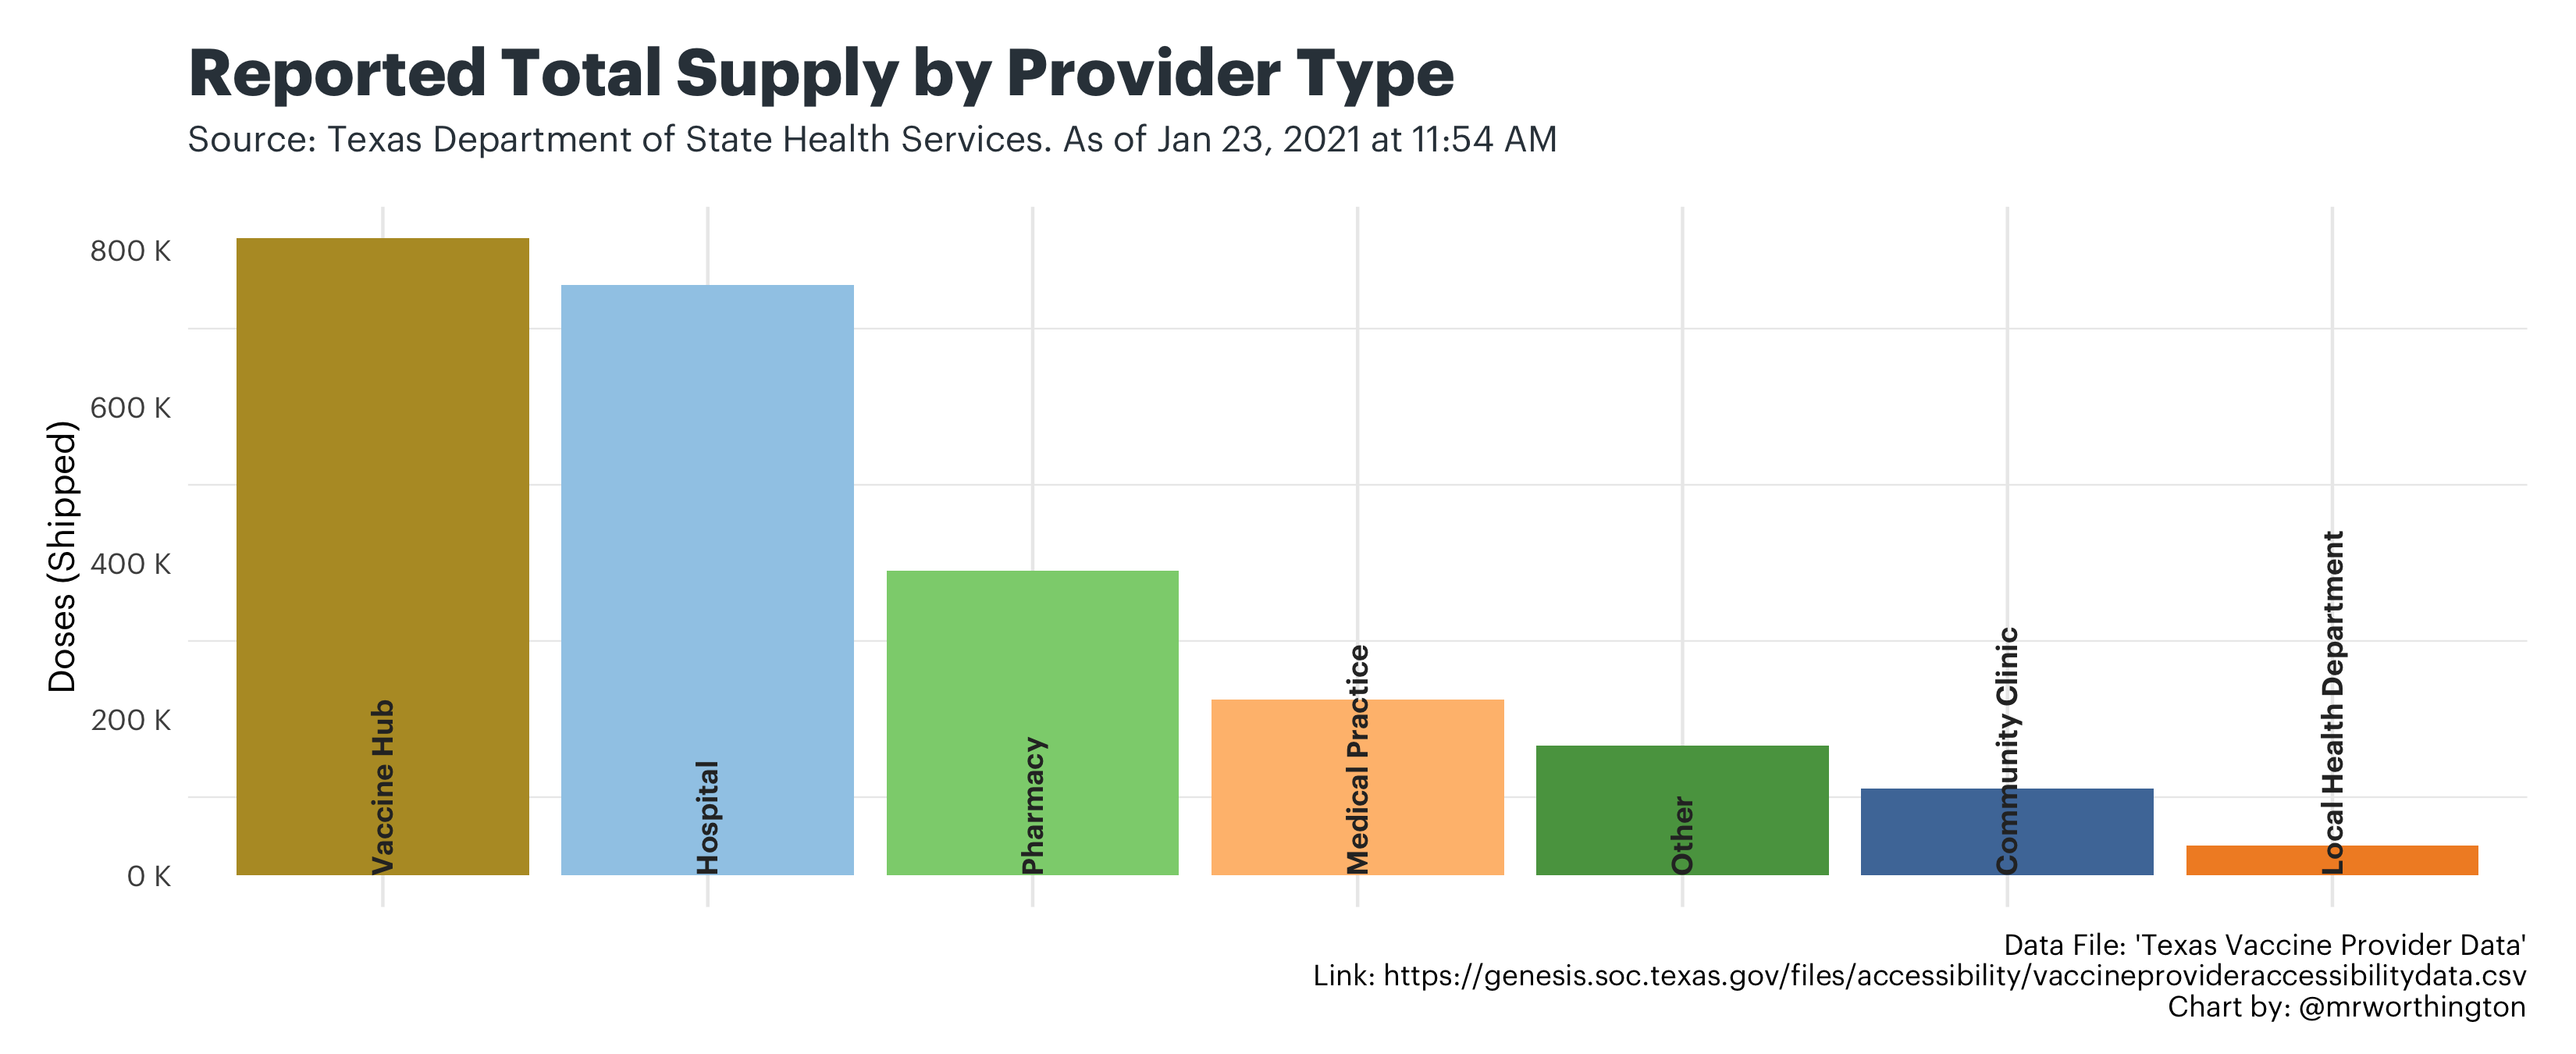 Reported Total Supply by Provider Type
Source: Texas Department of State Health Services. As of Jan 23, 2021 at 11:54 AM
Doses (Shipped)
800 K
600 K
400 K
200 K
0 K
Vaccine Hub
Hospital
Pharmacy
Medical Practice
Other
Community Clinic
Local Health Department
Data File: 'Texas Vaccine Provider Data'
Link: https://genesis.soc.texas.gov/files/accessibility/vaccineprovideraccessibilitydata.csv
Chart by: @mrworthington